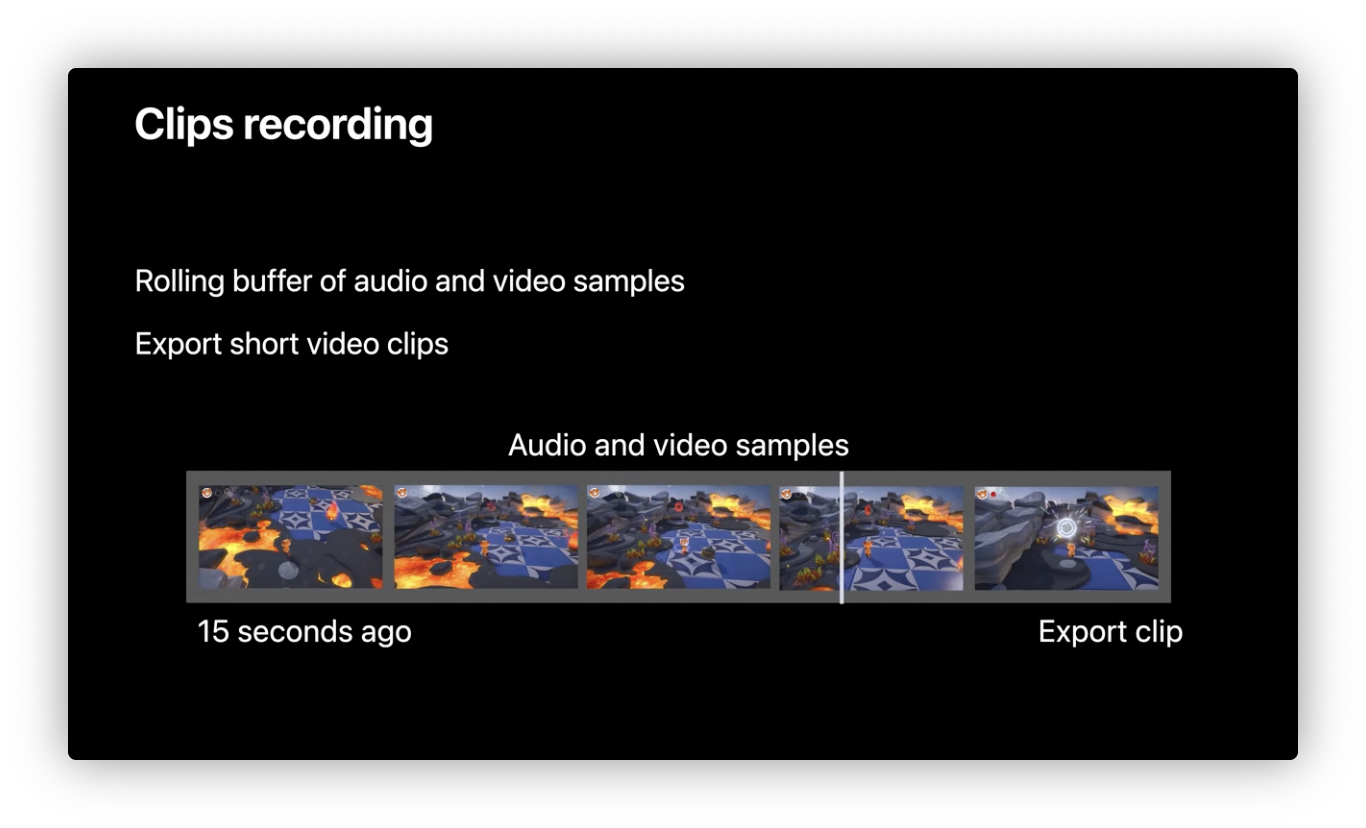 Clips recording
Rolling buffer of audio and video samples
Export short video clips
Audio and video samples
15 seconds ago
Export clip